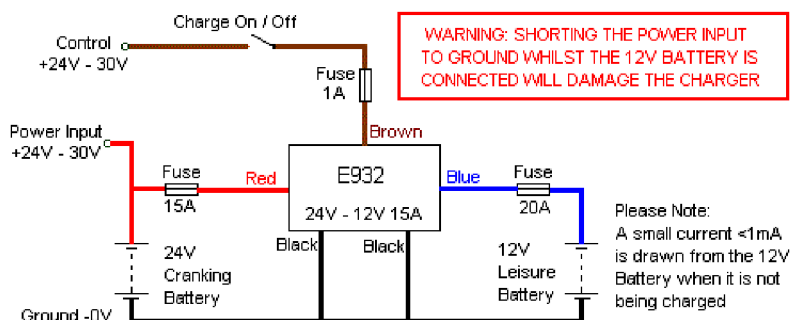 Charge On / Off
Control
+24V - 30V
Fuse
1A
WARNING: SHORTING THE POWER INPUT
TO GROUND WHILST THE 12V BATTERY IS
CONNECTED WILL DAMAGE THE CHARGER
Brown
Power Input
+24V - 30V
Fuse
15A
Red
E932
24V - 12V 15A
Blue
Fuse
20A
Black
Black
24V
Cranking
Battery
12V
Leisure
Battery
Please Note:
A small current <1mA
is drawn from the 12V
Battery when it is not
being charged
Ground -0V